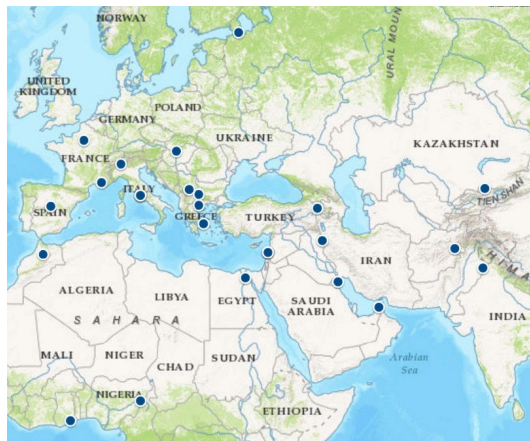 NORWAY
URAL MOUN
UNITED
KINGDOM
POLAND
GERMANY
UKRAINE
KAZAKHSTAN
FRANCE
ITALY
TIEN SHAN
SPAIN
GREECE
TURKEY
IRAN
HIM
ALGERIA
LIBYA
EGYPT
SAUDI
ARABIA
INDIA
SAHARA
MALI
NIGER
CHAD
SUDAN
Arabian
Sea
NIGERIA
ETHIOPIA